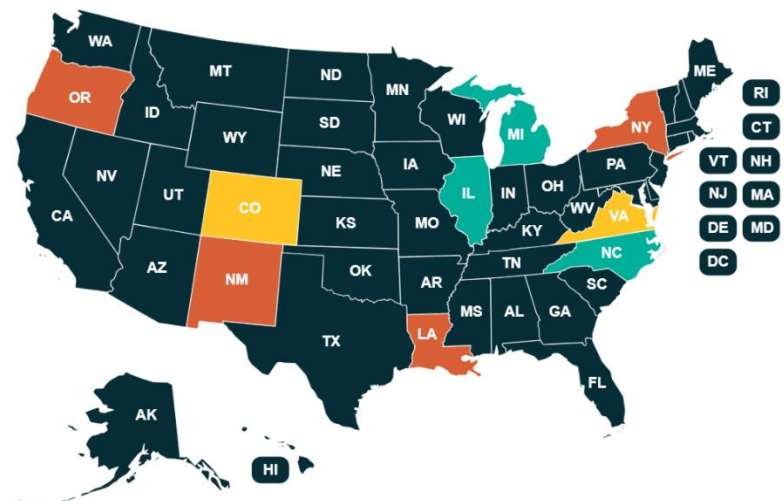 WA
MT
ND
MN
ME
RI
OR
ID
SD
WI
MI
NY
CT
WY
IA
PA
VT
NH
NV
NE
IL
IN
OH
NJ
MA
UT
CO
KS
MO
WV
VA
CA
KY
DE
MD
NC
TN
DC
AZ
NM
OK
AR
SC
MS
AL
GA
TX
LA
FL
AK
HI